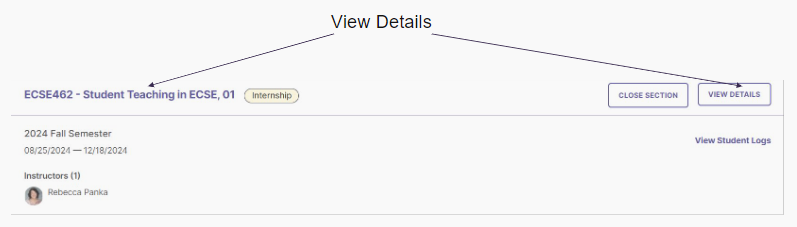 View Details
ECSE462 - Student Teaching in ECSE, 01 Internship CLOSE SECTION VIEW DETAILS
2024 Fall Semester
08/25/2024 — 12/18/2024 View Student Logs
Instructors (1)
Rebecca Panka